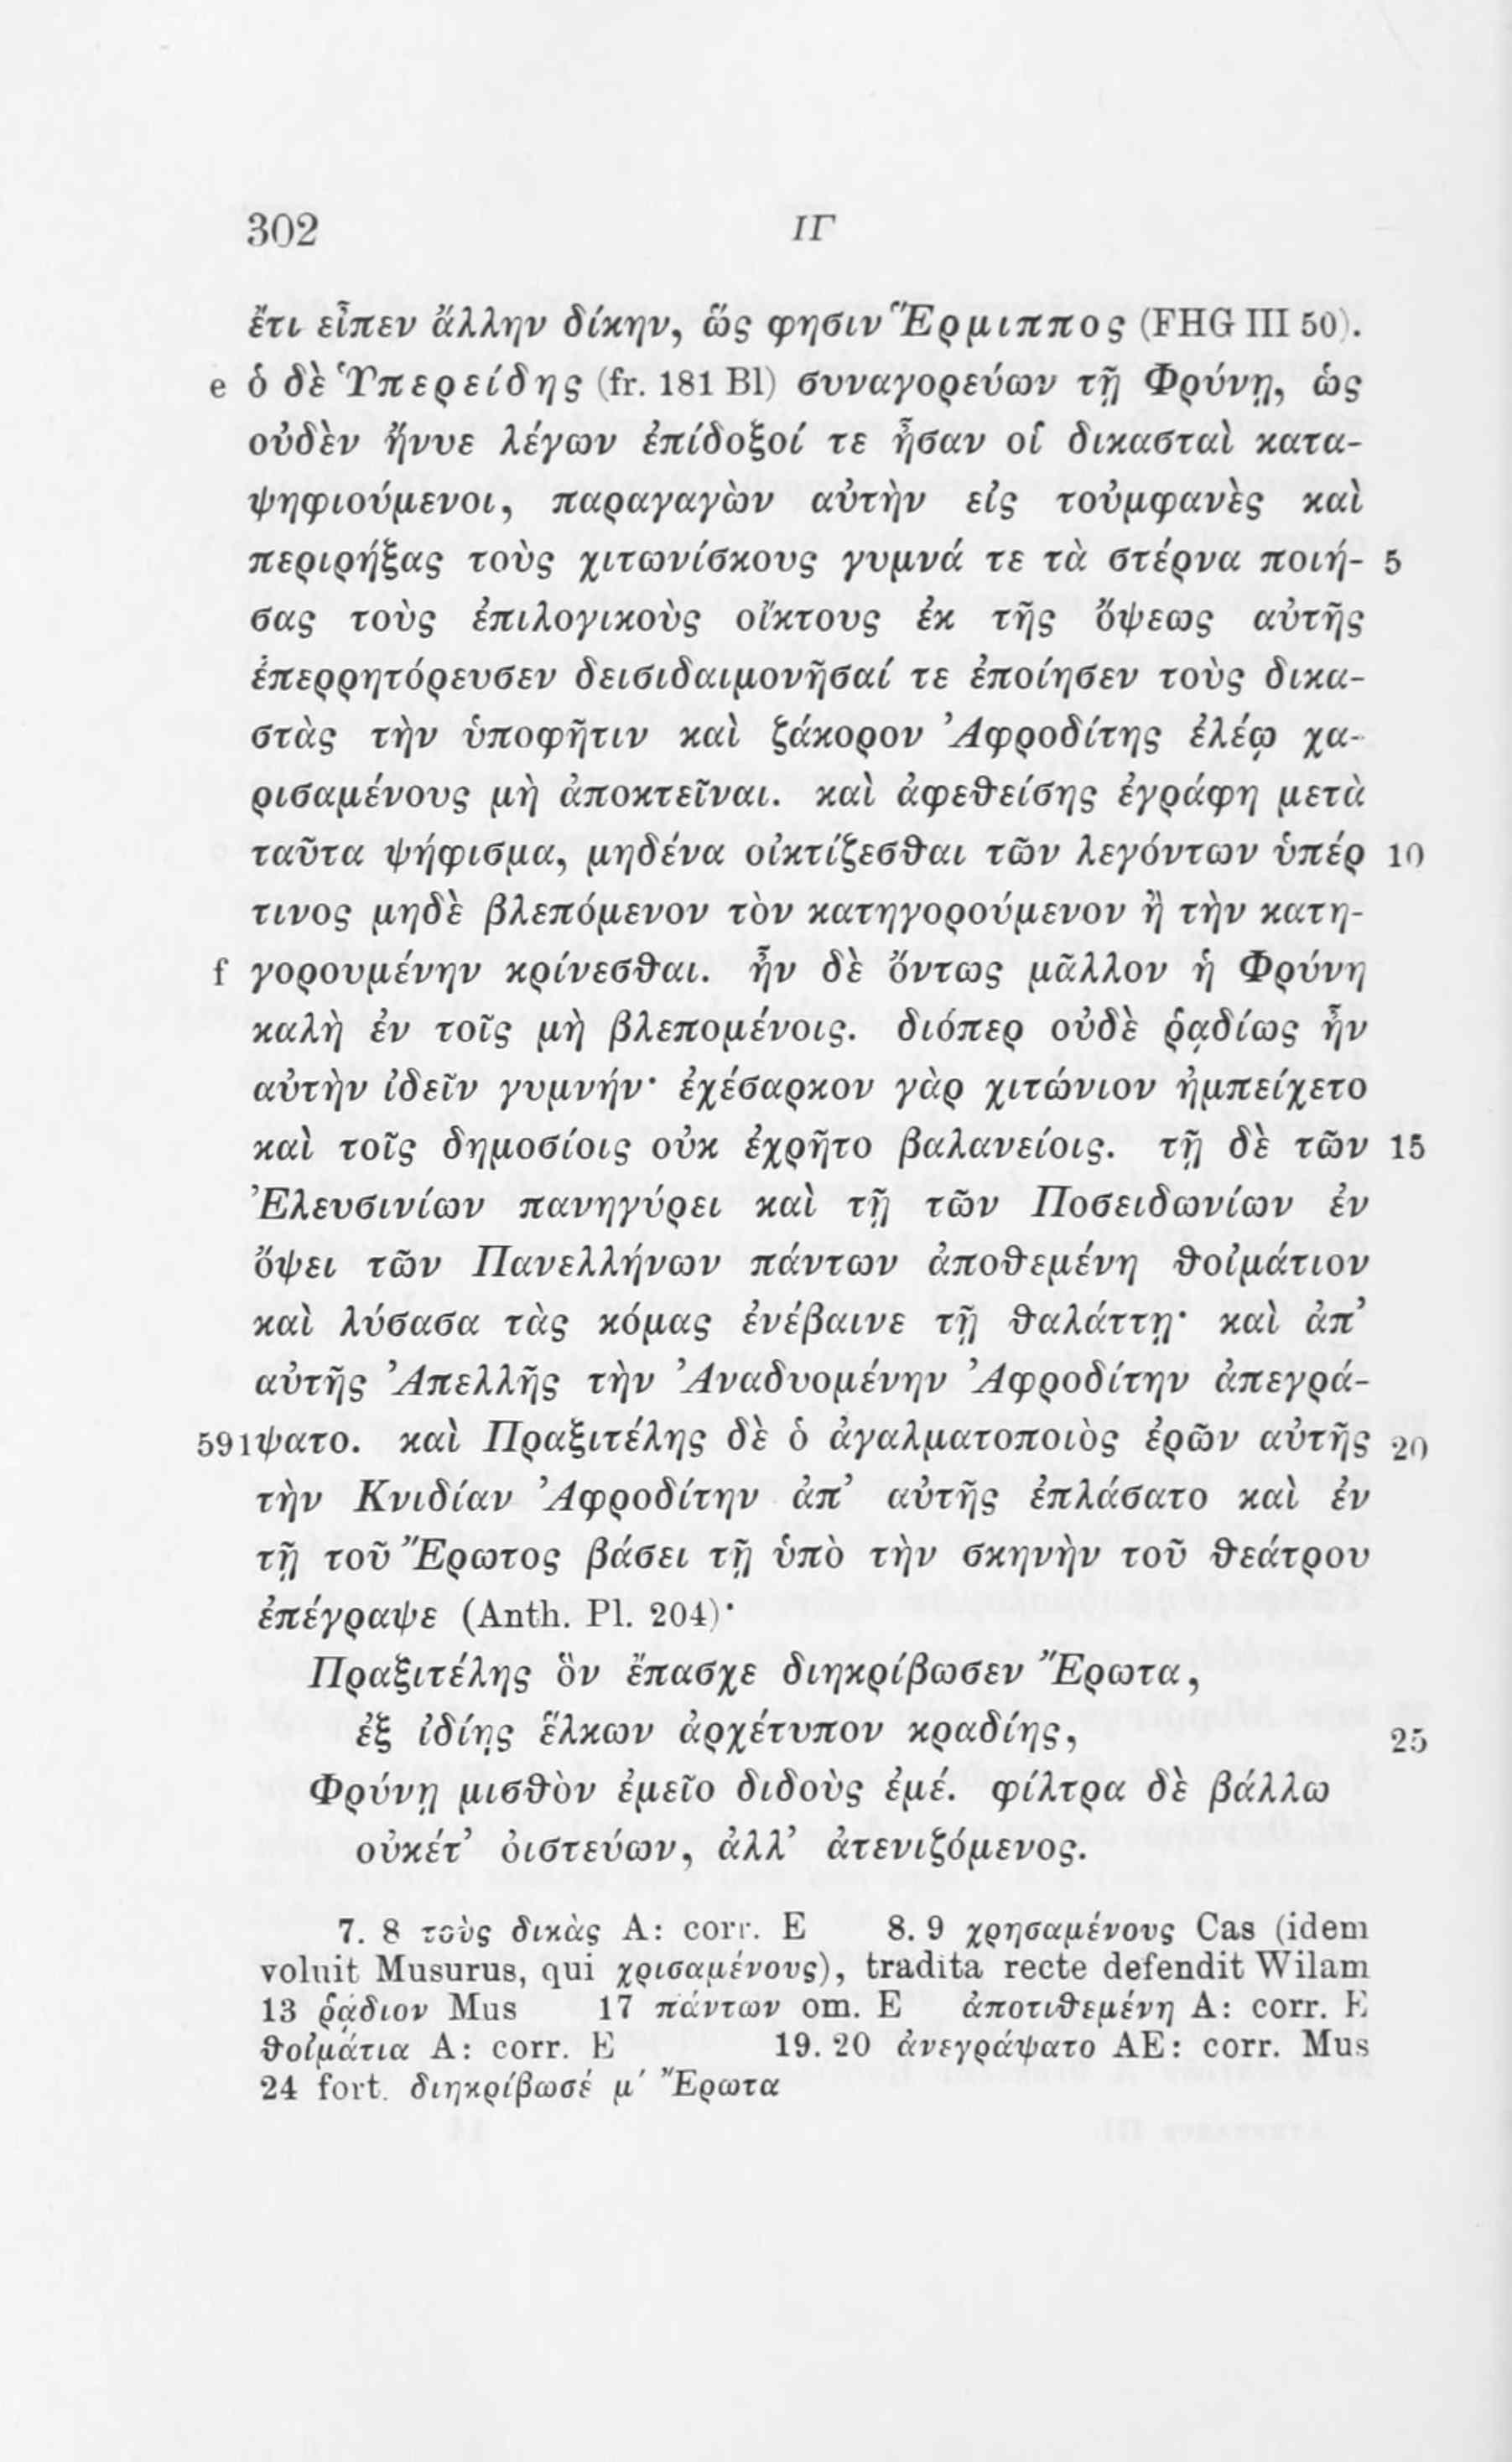 302 ΙΓ
ἔτι εἶπεν ἄλλην δίκην, ὥς φησιν Ἕρμιππος (FHG III 50).
e ὁ δὲ Ὑπερείδης (fr. 181 Bl) συναγορεύων τῇ Φρύνῃ, ὡς
οὐδὲν ἤνυε λέγων ἐπίδοξοί τε ἦσαν οἱ δικασταὶ κατα-
ψηφιούμενοι, παραγαγὼν αὐτὴν εἰς τοὐμφανὲς καὶ
περιρήξας τοὺς χιτωνίσκους γυμνά τε τὰ στέρνα ποιή- 5
σας τοὺς ἐπιλογικοὺς οἴκτους ἐκ τῆς ὄψεως αὐτῆς
ἐπερρητόρευσεν δεισιδαιμονῆσαί τε ἐποίησεν τοὺς δικα-
στὰς τὴν ὑποφῆτιν καὶ ζάκορον Ἀφροδίτης ἐλέῳ χα-
ρισαμένους μὴ ἀποκτεῖναι. καὶ ἀφεθείσης ἐγράφη μετὰ
ταῦτα ψήφισμα, μηδένα οἰκτίζεσθαι τῶν λεγόντων ὑπέρ 10
τινος μηδὲ βλεπόμενον τὸν κατηγορούμενον ἢ τὴν κατη-
f γορουμένην κρίνεσθαι. ἦν δὲ ὄντως μᾶλλον ἡ Φρύνη
καλὴ ἐν τοῖς μὴ βλεπομένοις. διόπερ οὐδὲ ῥᾳδίως ἦν
αὐτὴν ἰδεῖν γυμνήν· ἐχέσαρκον γὰρ χιτώνιον ἠμπείχετο
καὶ τοῖς δημοσίοις οὐκ ἐχρῆτο βαλανείοις. τῇ δὲ τῶν 15
Ἐλευσινίων πανηγύρει καὶ τῇ τῶν Ποσειδωνίων ἐν
ὄψει τῶν Πανελλήνων πάντων ἀποθεμένη θοἰμάτιον
καὶ λύσασα τὰς κόμας ἐνέβαινε τῇ θαλάττῃ· καὶ ἀπ’
αὐτῆς Ἀπελλῆς τὴν Ἀναδυομένην Ἀφροδίτην ἀπεγρά-
591 ψατο. καὶ Πραξιτέλης δὲ ὁ ἀγαλματοποιὸς ἐρῶν αὐτῆς 20
τὴν Κνιδίαν Ἀφροδίτην ἀπ’ αὐτῆς ἐπλάσατο καὶ ἐν
τῇ τοῦ Ἔρωτος βάσει τῇ ὑπὸ τὴν σκηνὴν τοῦ θεάτρου
ἐπέγραψε (Anth. Pl. 204)·
Πραξιτέλης ὃν ἔπασχε διηκρίβωσεν Ἔρωτα,
ἐξ ἰδίης ἕλκων ἀρχέτυπον κραδίης, 25
Φρύνῃ μισθὸν ἐμεῖο διδοὺς ἐμέ. φίλτρα δὲ βάλλω
οὐκέτ’ ὀιστεύων, ἀλλ’ ἀτενιζόμενος.
7. 8 τοὺς δικὰς A: corr. E 8. 9 χρησαμένους Cas (idem
voluit Musurus, qui χρισαμένους), tradita recte defendit Wilam
13 ῥᾴδιον Mus 17 πάντων om. E ἀποτιθεμένη A: corr. E
θοἰμάτια A: corr. E 19. 20 ἀνεγράψατο AE: corr. Mus
24 fort. διηκρίβωσέ μ’ Ἔρωτα